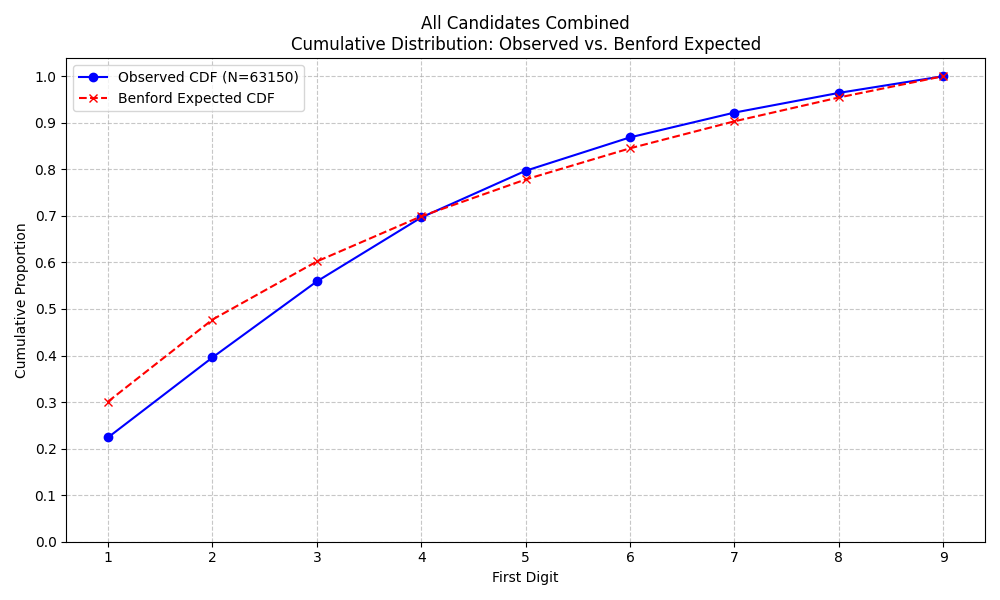 All Candidates Combined
Cumulative Distribution: Observed vs. Benford Expected
Observed CDF (N=63150)
Benford Expected CDF
Cumulative Proportion
1.0
0.9
0.8
0.7
0.6
0.5
0.4
0.3
0.2
0.1
0.0
1 2 3 4 5 6 7 8 9
First Digit